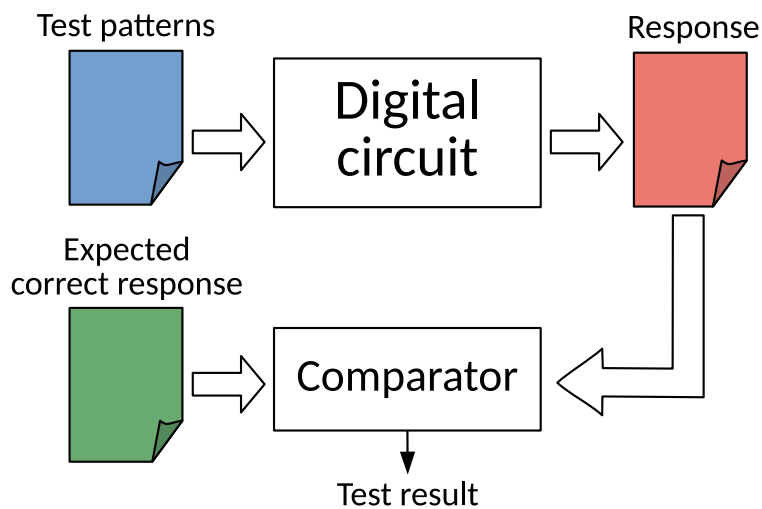 Test patterns
Response
Digital
circuit
Expected
correct response
Comparator
Test result